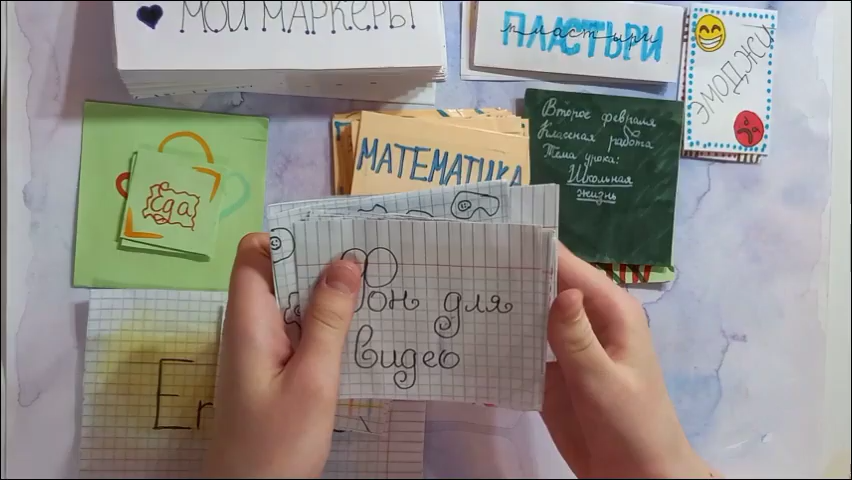 МОИ МАРКЕРЫ
ПЛАСТЫРИ
пластыри
ЭМОДЖИ
МАТЕМАТИКА
Второе февраля
Классная работа
Тема урока:
Школьная
жизнь
еда
Фон для
видео